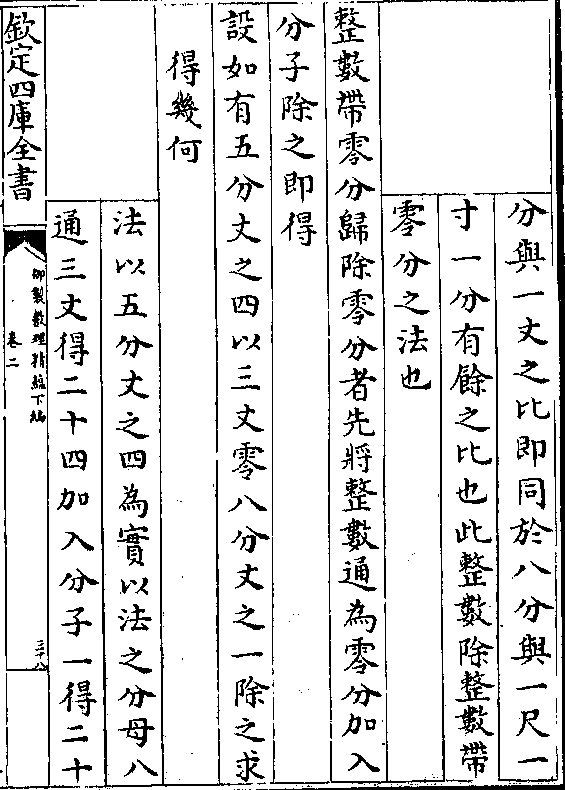 分與一丈之比即同於八分與一尺一
寸一分有餘之比也此整數除整數帶
零分之法也
整數帶零分歸除零分者先將整數通為零分加入
分子除之即得
設如有五分丈之四以三丈零八分丈之一除之求
得幾何
法以五分丈之四為實以法之分母八
通三丈得二十四加入分子一得二十
欽定四庫全書
御製數理精蘊下編
卷二
三十八